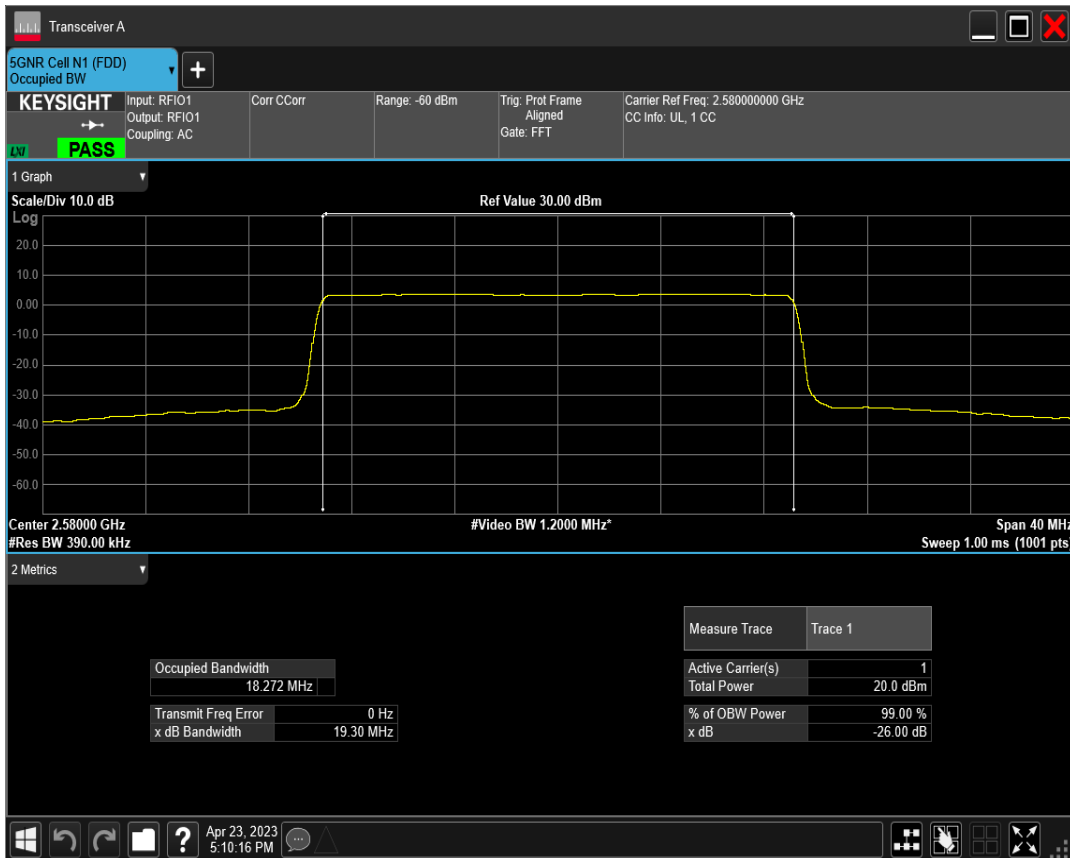 Transceiver A
5GNR Cell N1 (FDD)
Occupied BW
+
KEYSIGHT
LXI
PASS
Input: RFIO1
Output: RFIO1
Coupling: AC
Corr CCorr
Range: -60 dBm
Trig: Prot Frame
Aligned
Gate: FFT
Carrier Ref Freq: 2.580000000 GHz
CC Info: UL, 1 CC
1 Graph
Scale/Div 10.0 dB
Ref Value 30.00 dBm
Log
20.0
10.0
0.00
-10.0
-20.0
-30.0
-40.0
-50.0
-60.0
Center 2.58000 GHz
#Video BW 1.2000 MHz*
Span 40 MHz
#Res BW 390.00 kHz
Sweep 1.00 ms (1001 pts)
2 Metrics
Measure Trace Trace 1
Occupied Bandwidth
18.272 MHz
Active Carrier(s) 1
Total Power 20.0 dBm
Transmit Freq Error 0 Hz
x dB Bandwidth 19.30 MHz
% of OBW Power 99.00 %
x dB -26.00 dB
?
Apr 23, 2023
5:10:16 PM